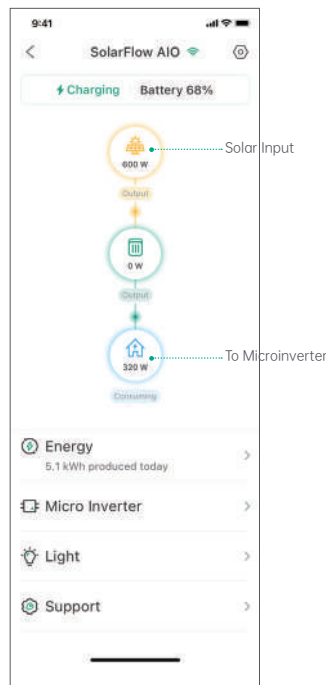 9:41
SolarFlow AIO
Charging Battery 68%
600 W
Solar Input
Output
0 W
Output
320 W
To Microinverter
Consuming
Energy
5.1 kWh produced today
Micro Inverter
Light
Support